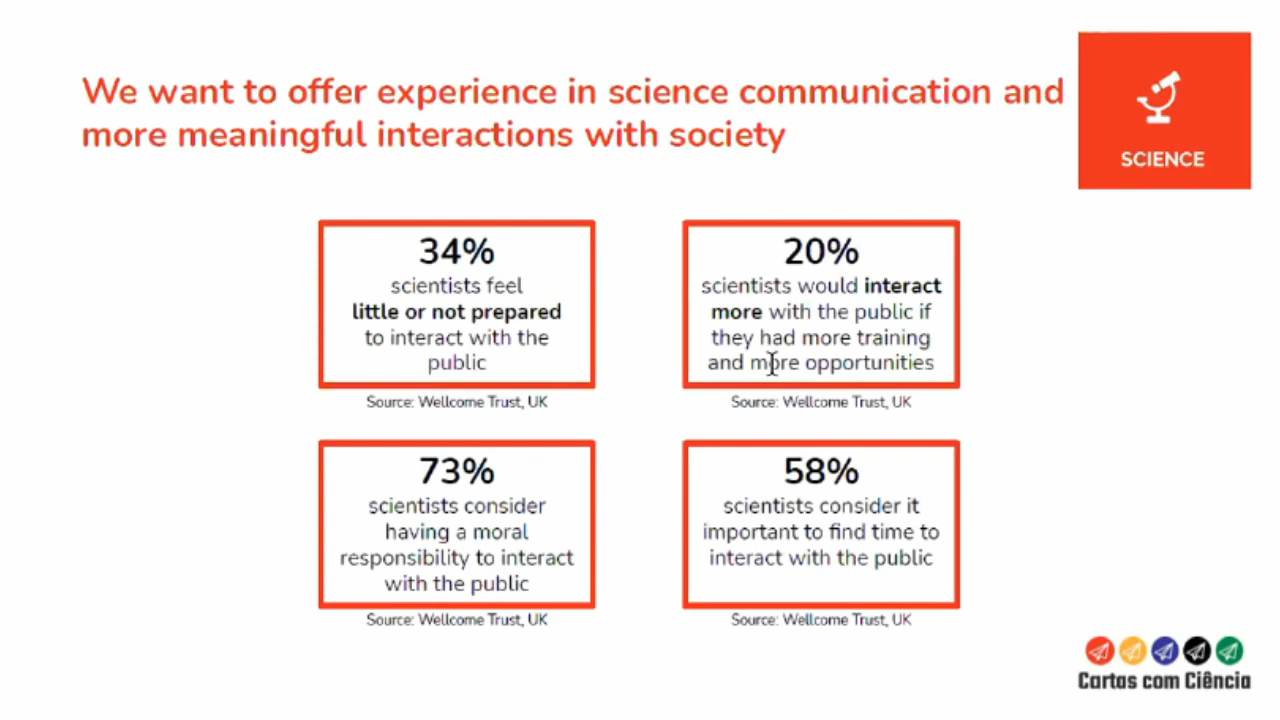 We want to offer experience in science communication and
more meaningful interactions with society
SCIENCE
34%
scientists feel
little or not prepared
to interact with the
public
Source: Wellcome Trust, UK
20%
scientists would interact
more with the public if
they had more training
and more opportunities
Source: Wellcome Trust, UK
73%
scientists consider
having a moral
responsibility to interact
with the public
Source: Wellcome Trust, UK
58%
scientists consider it
important to find time to
interact with the public
Source: Wellcome Trust, UK
Cartas com Ciência